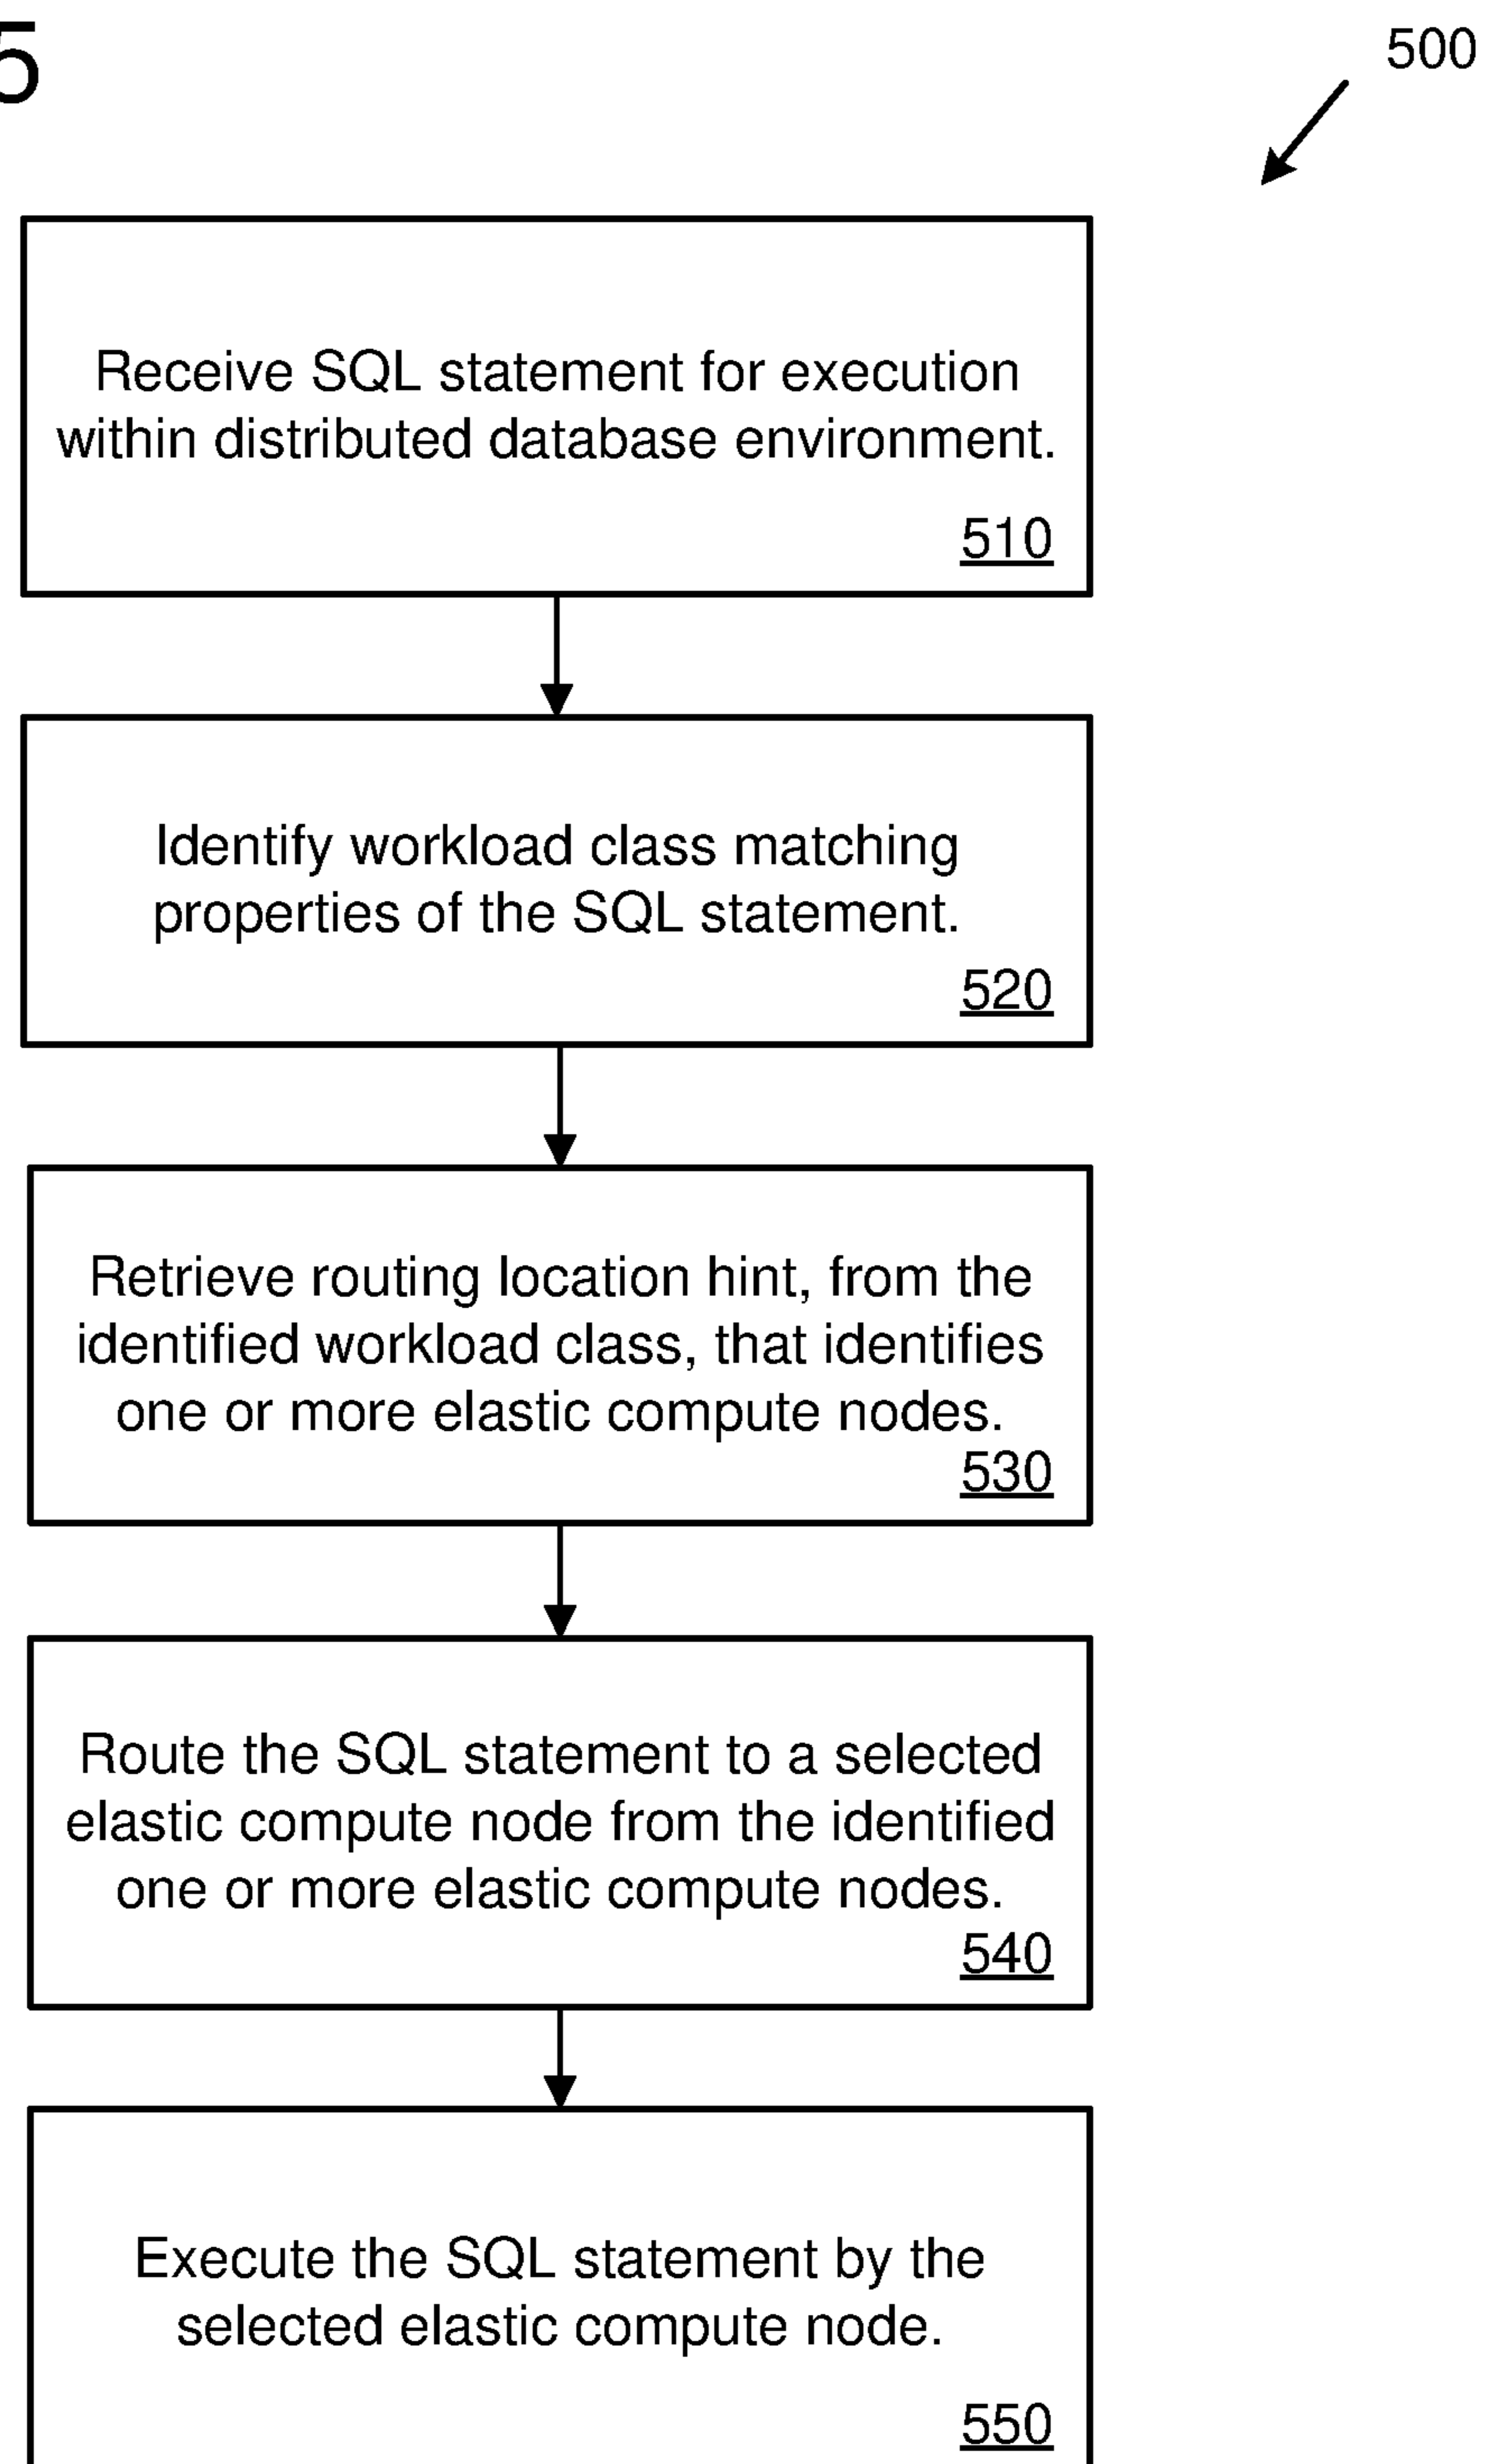 5
500
Receive SQL statement for execution
within distributed database environment.
510
Identify workload class matching
properties of the SQL statement.
520
Retrieve routing location hint, from the
identified workload class, that identifies
one or more elastic compute nodes.
530
Route the SQL statement to a selected
elastic compute node from the identified
one or more elastic compute nodes.
540
Execute the SQL statement by the
selected elastic compute node.
550